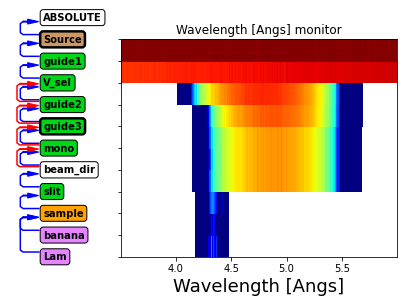 Wavelength [Angs] monitor
ABSOLUTE
Source
guide1
V_sel
guide2
guide3
mono
beam_dir
slit
sample
banana
Lam
4.0 4.5 5.0 5.5
Wavelength [Angs]